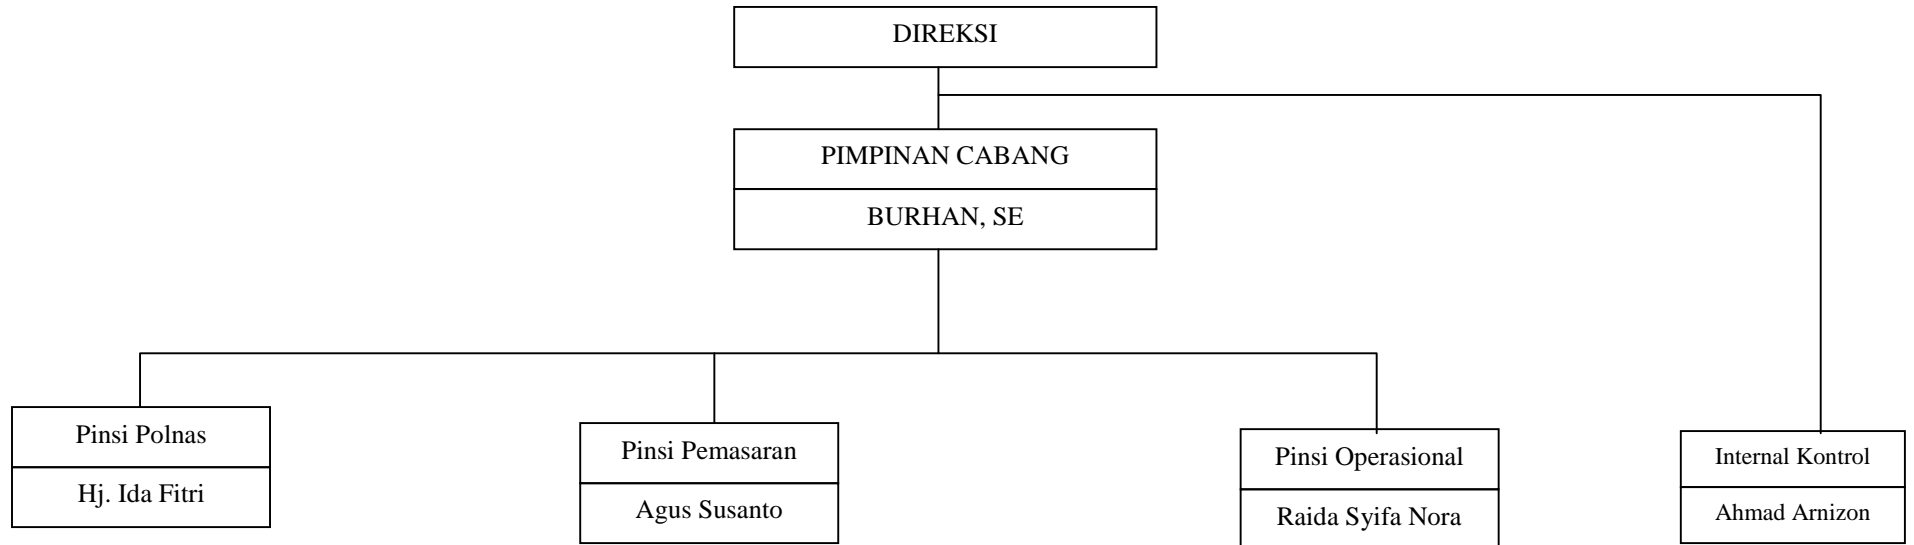 DIREKSI
PIMPINAN CABANG
BURHAN, SE
Pinsi Polnas
Hj. Ida Fitri
Pinsi Pemasaran
Agus Susanto
Pinsi Operasional
Raida Syifa Nora
Internal Kontrol
Ahmad Arnizon